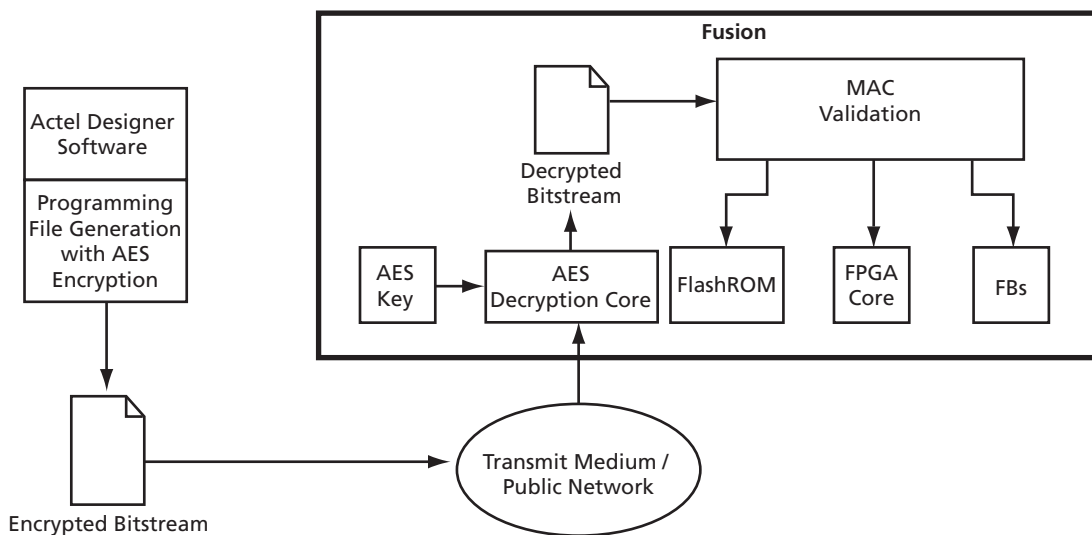 Fusion
Actel Designer
Software
Programming
File Generation
with AES
Encryption
MAC
Validation
Decrypted
Bitstream
AES
Key
AES
Decryption Core
FlashROM
FPGA
Core
FBs
Transmit Medium /
Public Network
Encrypted Bitstream